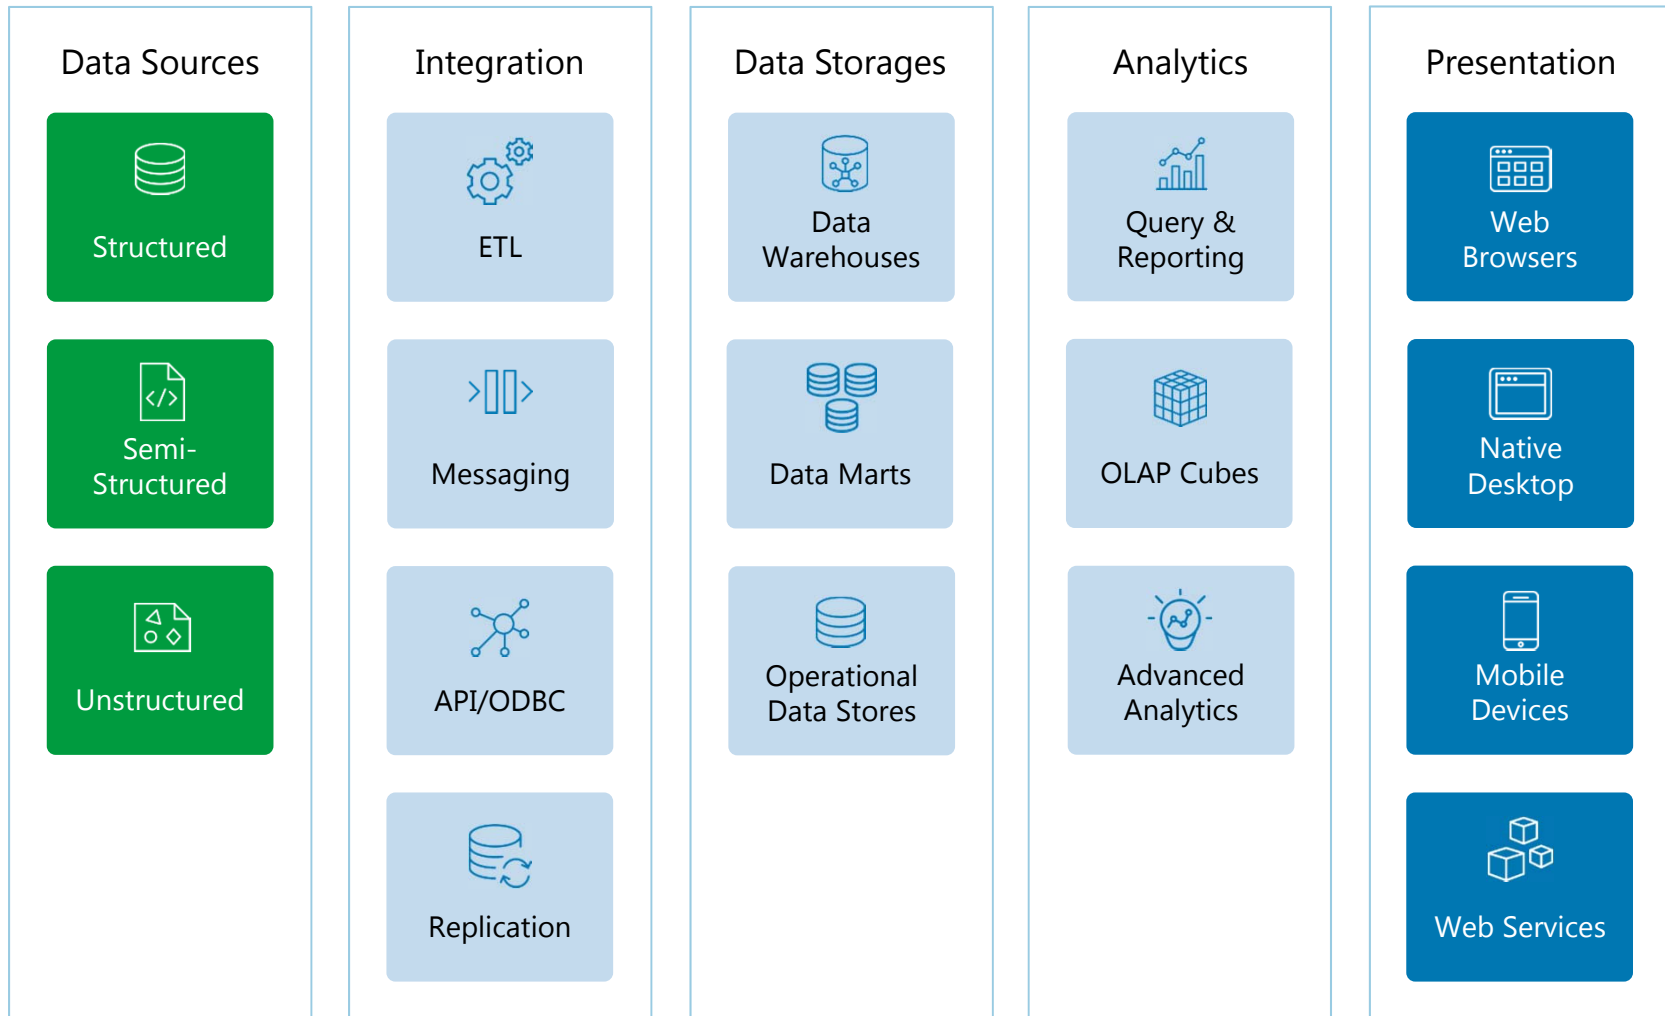 Data Sources
Structured
Semi-
Structured
Unstructured
Integration
ETL
Messaging
API/ODBC
Replication
Data Storages
Data
Warehouses
Data Marts
Operational
Data Stores
Analytics
Query &
Reporting
OLAP Cubes
Advanced
Analytics
Presentation
Web
Browsers
Native
Desktop
Mobile
Devices
Web Services